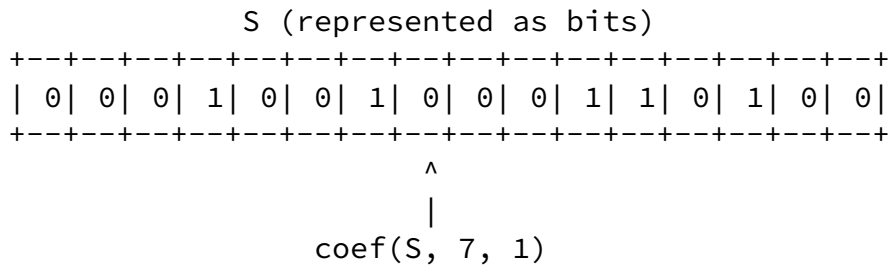 S (represented as bits)
+--+--+--+--+--+--+--+--+--+--+--+--+--+--+--+--+
| 0| 0| 0| 1| 0| 0| 1| 0| 0| 0| 1| 1| 0| 1| 0| 0|
+--+--+--+--+--+--+--+--+--+--+--+--+--+--+--+--+
^
|
coef(S, 7, 1)